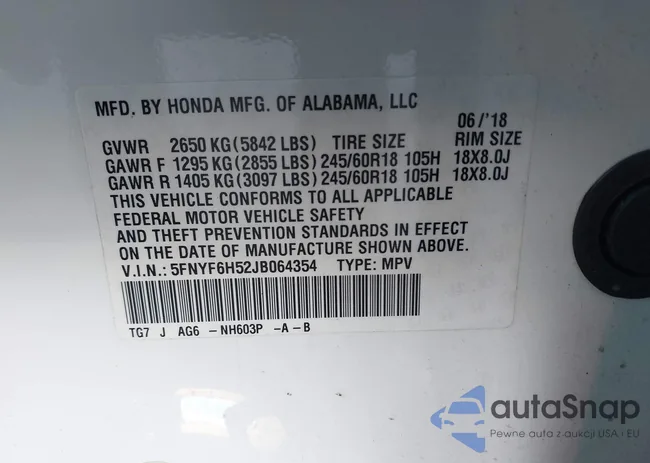 MFD. BY HONDA MFG. OF ALABAMA, LLC
06/'18
GVWR 2650 KG(5842 LBS) TIRE SIZE RIM SIZE
GAWR F 1295 KG(2855 LBS)245/60R18 105H 18X8.0J
GAWR R 1405 KG(3097 LBS)245/60R18 105H 18X8.0J
THIS VEHICLE CONFORMS TO ALL APPLICABLE
FEDERAL MOTOR VEHICLE SAFETY
AND THEFT PREVENTION STANDARDS IN EFFECT
ON THE DATE OF MANUFACTURE SHOWN ABOVE.
V.I.N.: 5FNYF6H52JB064354 TYPE: MPV
TG7 J AG6 -NH603P -A -B
autaSnap
Pewne auta z aukcji USA i EU